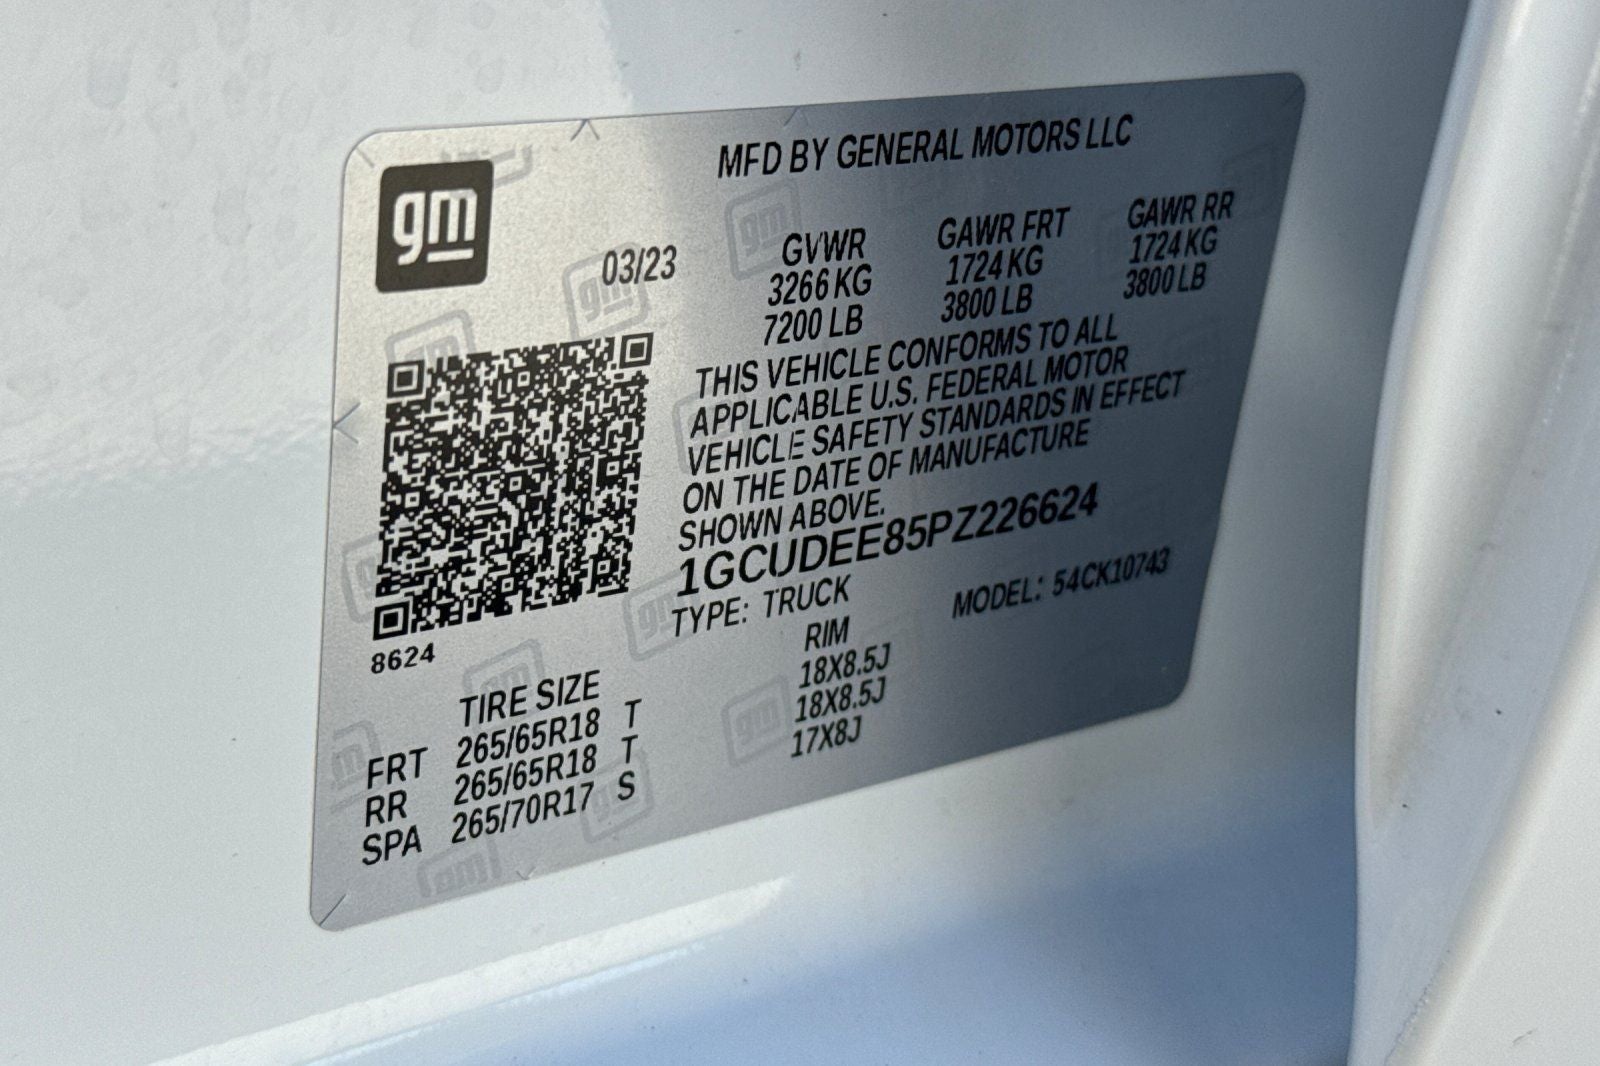 MFD BY GENERAL MOTORS LLC
gm
03/23
GVWR GAWR FRT GAWR RR
3266 KG 1724 KG 1724 KG
7200 LB 3800 LB 3800 LB
THIS VEHICLE CONFORMS TO ALL
APPLICABLE U.S. FEDERAL MOTOR
VEHICLE SAFETY STANDARDS IN EFFECT
ON THE DATE OF MANUFACTURE
SHOWN ABOVE.
1GCUDEE85PZ226624
TYPE: TRUCK MODEL: 54CK10743
8624
TIRE SIZE RIM
FRT 265/65R18 T 18X8.5J
RR 265/65R18 T 18X8.5J
SPA 265/70R17 S 17X8J